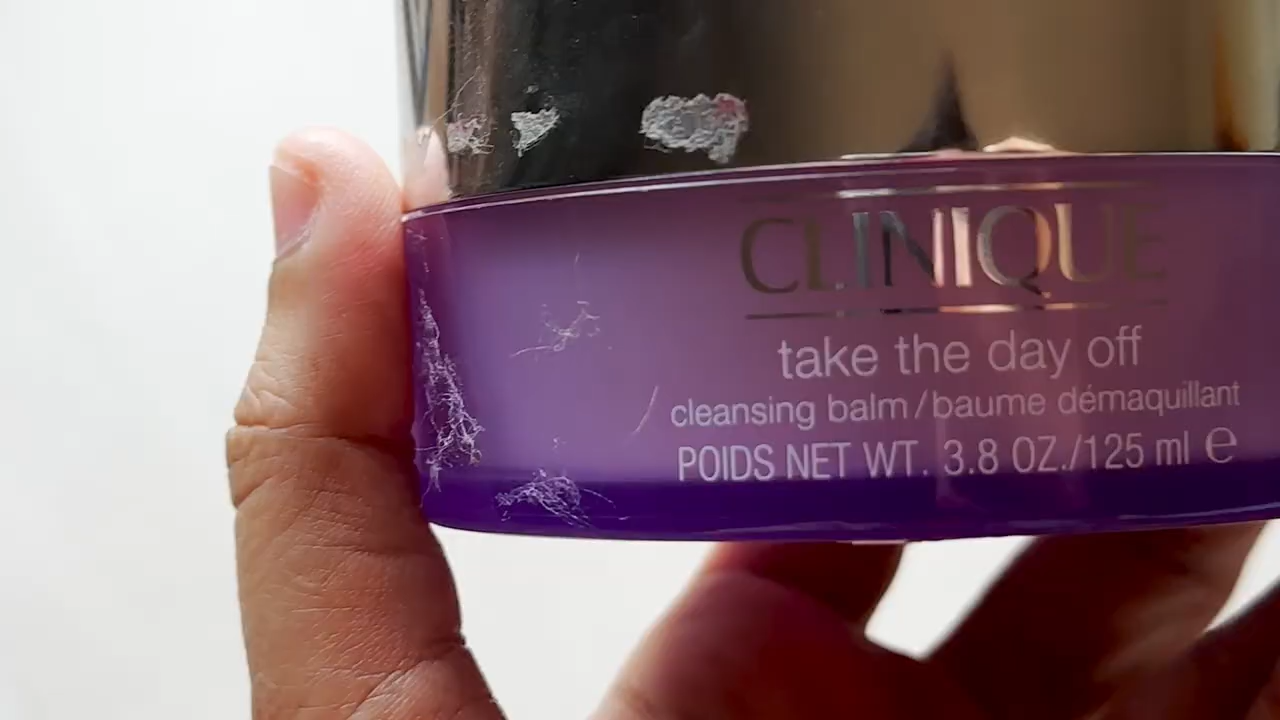 CLINIQUE
take the day off
cleansing balm/baume démaquillant
POIDS NET WT. 3.8 OZ./125 ml ℮